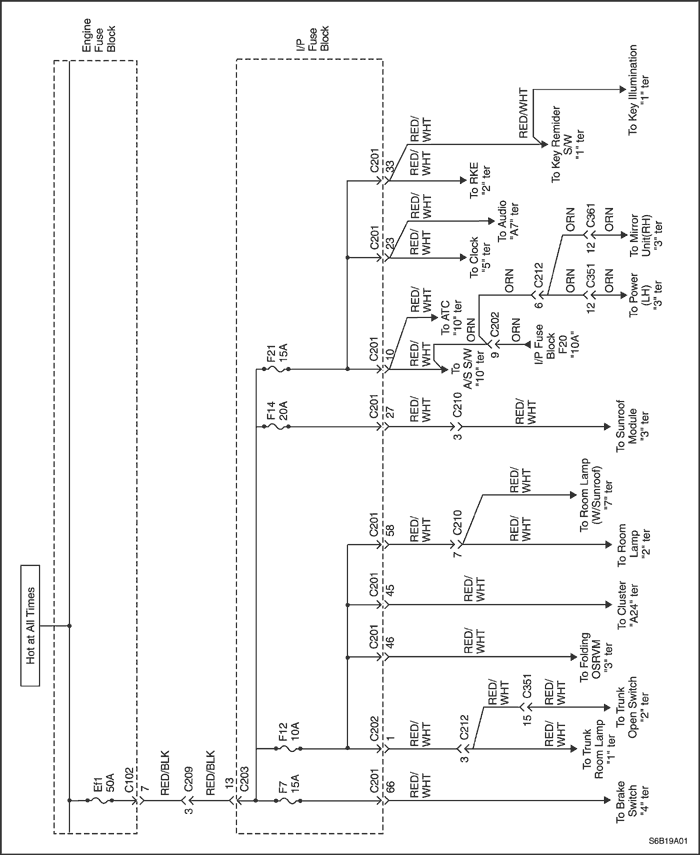 Hot at All Times
Engine
Fuse
Block
I/P
Fuse
Block
Ef1
50A
C102
7
RED/BLK
C209
3
RED/BLK
13
C203
F7
15A
C201
66
RED/
WHT
To Brake
Switch
"4" ter
F12
10A
C202
1
RED/
WHT
C212
3
RED/
WHT
C351
15
RED/
WHT
To Trunk
Room Lamp
"1" ter
To Trunk
Open Switch
"2" ter
C201
46
RED/
WHT
To Folding
OSRVM
"3" ter
C201
45
RED/
WHT
To Cluster
"A24" ter
C201
58
RED/
WHT
C210
7
RED/
WHT
RED/
WHT
To Room
Lamp
"2" ter
To Room Lamp
(W/Sunroof)
"7" ter
F14
20A
C201
27
RED/
WHT
C210
3
RED/
WHT
To Sunroof
Module
"3" ter
F21
15A
C201
10
RED/
WHT
RED/
WHT
To
A/S S/W
"10" ter
To ATC
"10" ter
ORN
C202
9
ORN
I/P Fuse
Block
F20
"10A"
ORN
C212
6
ORN
C351
12
ORN
To Power
(LH)
"3" ter
ORN
C361
12
ORN
To Mirror
Unit(RH)
"3" ter
C201
23
RED/
WHT
RED/
WHT
To Clock
"5" ter
To Audio
"A7" ter
C201
33
RED/
WHT
RED/
WHT
To RKE
"2" ter
RED/WHT
To Key Remider
S/W
"1" ter
To Key Illumination
"1" ter
S6B19A01